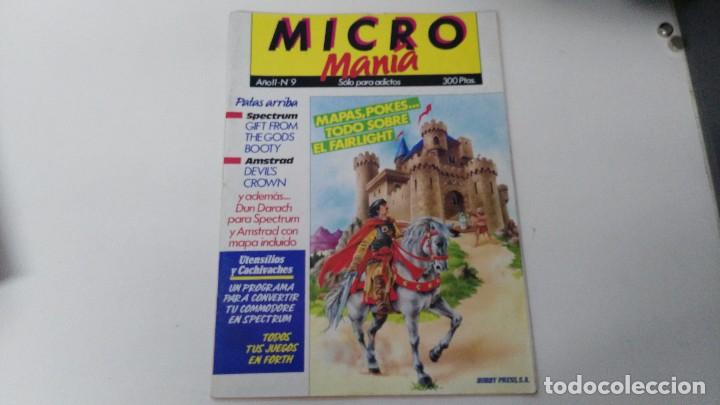 MICRO
Manía
Año II - Nº 9
Sólo para adictos
300 Ptas.
Patas arriba
Spectrum
GIFT FROM
THE GODS
BOOTY
Amstrad
DEVIL'S
CROWN
y además...
Dun Darach
para Spectrum
y Amstrad con
mapa incluido
Utensilios
y Cachivaches
UN PROGRAMA
PARA CONVERTIR
TU COMMODORE
EN SPECTRUM
TODOS
TUS JUEGOS
EN FORTH
MAPAS, POKES...
TODO SOBRE
EL FAIRLIGHT
HOBBY PRESS, S.A.
todocoleccion